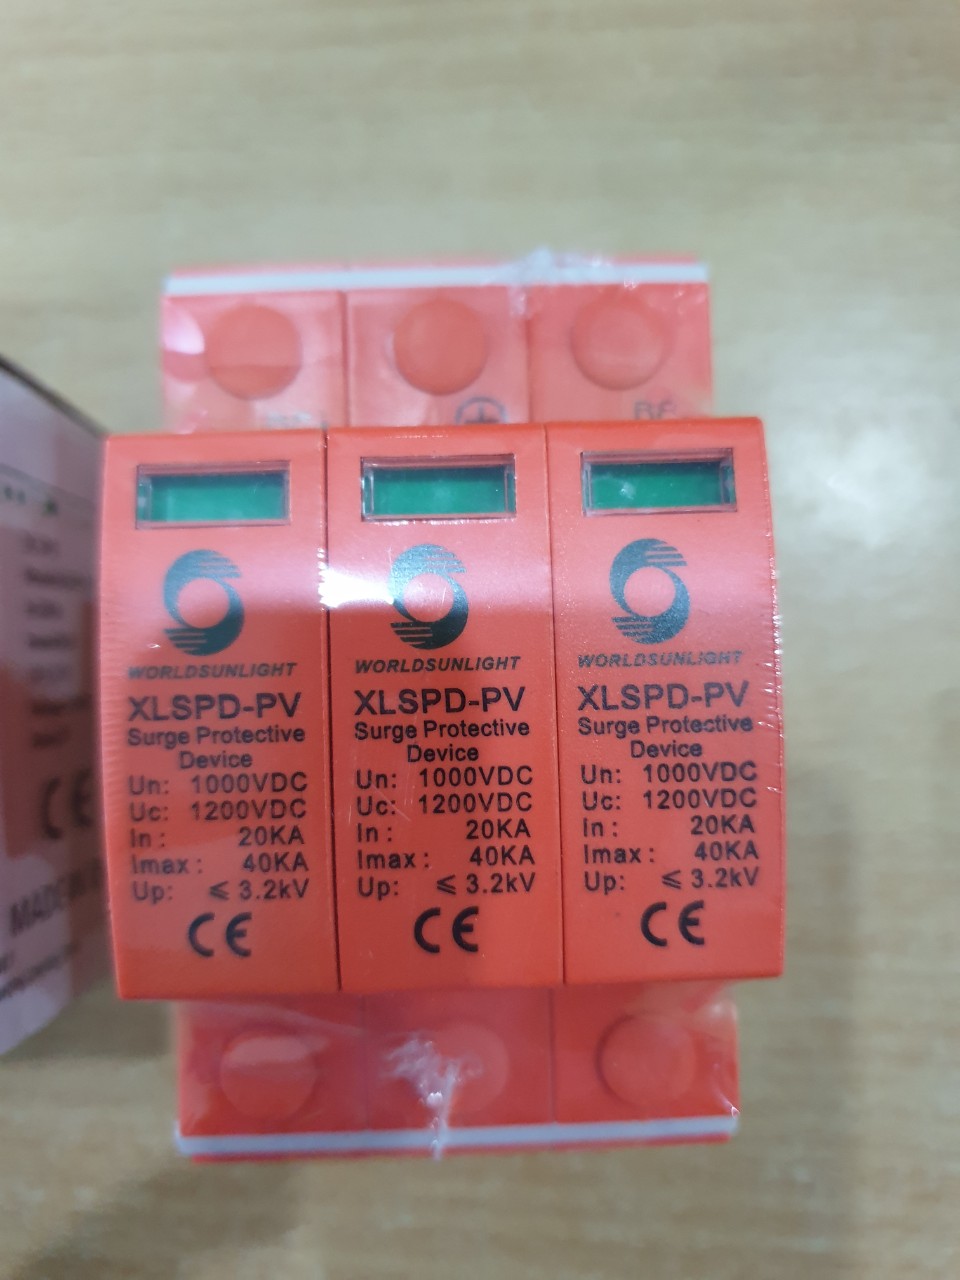 WORLDSUNLIGHT
XLSPD-PV
Surge Protective
Device
Un: 1000VDC
Uc: 1200VDC
In : 20KA
Imax : 40KA
Up: ⩽ 3.2kV
CE
WORLDSUNLIGHT
XLSPD-PV
Surge Protective
Device
Un: 1000VDC
Uc: 1200VDC
In : 20KA
Imax : 40KA
Up: ⩽ 3.2kV
CE
WORLDSUNLIGHT
XLSPD-PV
Surge Protective
Device
Un: 1000VDC
Uc: 1200VDC
In : 20KA
Imax : 40KA
Up: ⩽ 3.2kV
CE
CE
MADE